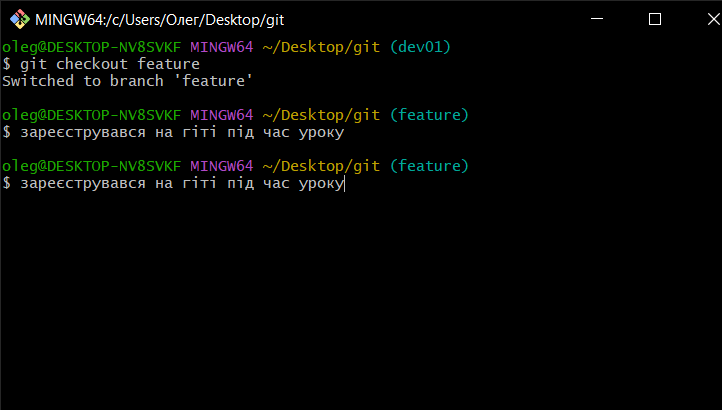 MINGW64:/c/Users/Олег/Desktop/git
oleg@DESKTOP-NV8SVKF MINGW64 ~/Desktop/git (dev01)
$ git checkout feature
Switched to branch 'feature'
oleg@DESKTOP-NV8SVKF MINGW64 ~/Desktop/git (feature)
$ зареєструвався на гіті під час уроку
oleg@DESKTOP-NV8SVKF MINGW64 ~/Desktop/git (feature)
$ зареєструвався на гіті під час уроку